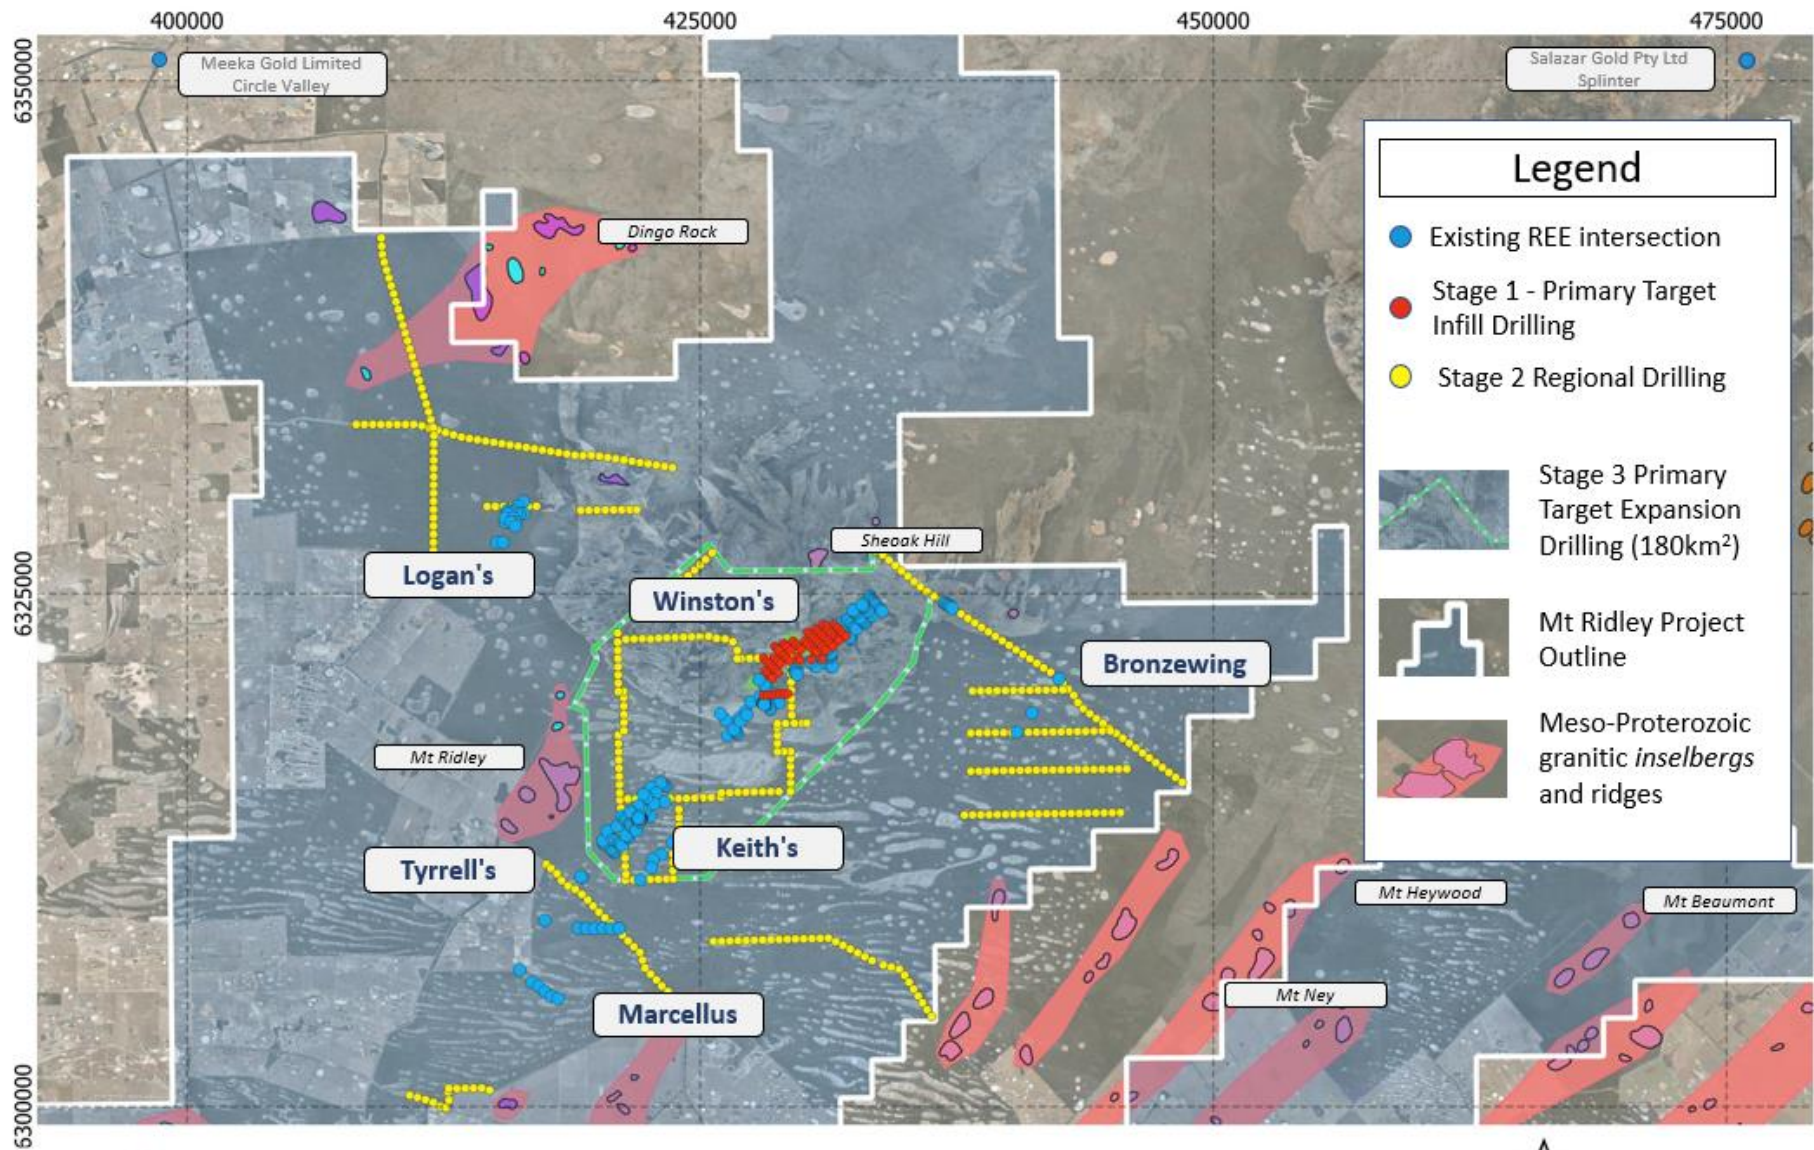 400000
425000
450000
475000
6350000
6325000
6300000
Meeka Gold Limited
Circle Valley
Salazar Gold Pty Ltd
Splinter
Legend
Existing REE intersection
Stage 1 - Primary Target
Infill Drilling
Stage 2 Regional Drilling
Stage 3 Primary
Target Expansion
Drilling (180km²)
Mt Ridley Project
Outline
Meso-Proterozoic
granitic inselbergs
and ridges
Dingo Rock
Sheoak Hill
Logan's
Winston's
Bronzewing
Mt Ridley
Keith's
Tyrrell's
Mt Heywood
Mt Beaumont
Mt Ney
Marcellus